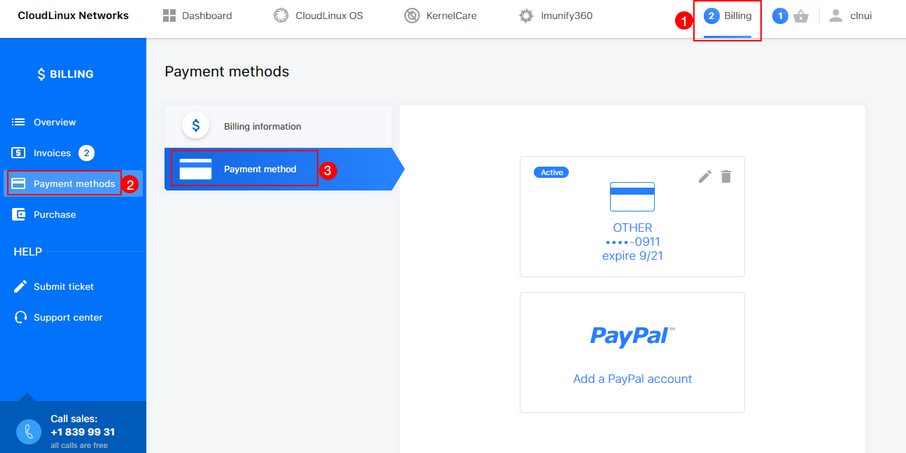 CloudLinux Networks
Dashboard
CloudLinux OS
KernelCare
Imunify360
1
2 Billing
1
clnui
$ BILLING
Overview
Invoices 2
Payment methods 2
Purchase
HELP
Submit ticket
Support center
Call sales:
+1 839 99 31
all calls are free
Payment methods
$ Billing information
Payment method 3
Active
OTHER
••••-0911
expire 9/21
PayPal™
Add a PayPal account